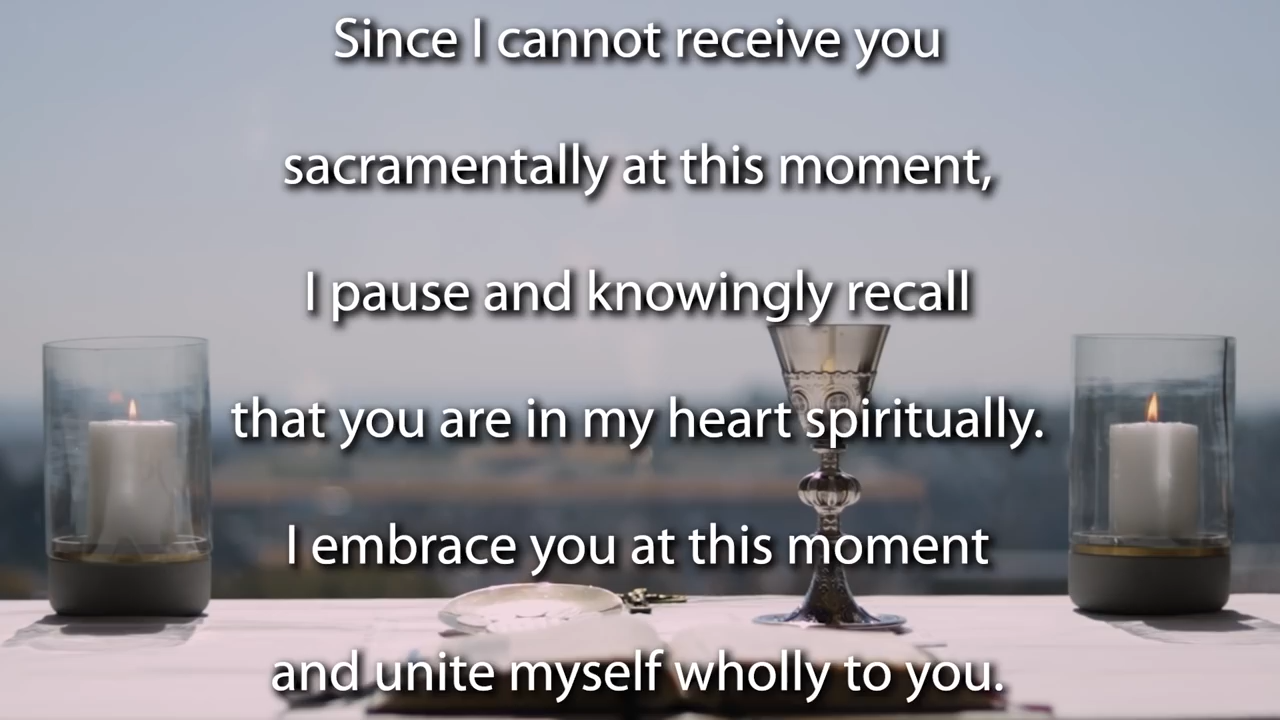 Since I cannot receive you
sacramentally at this moment,
I pause and knowingly recall
that you are in my heart spiritually.
I embrace you at this moment
and unite myself wholly to you.